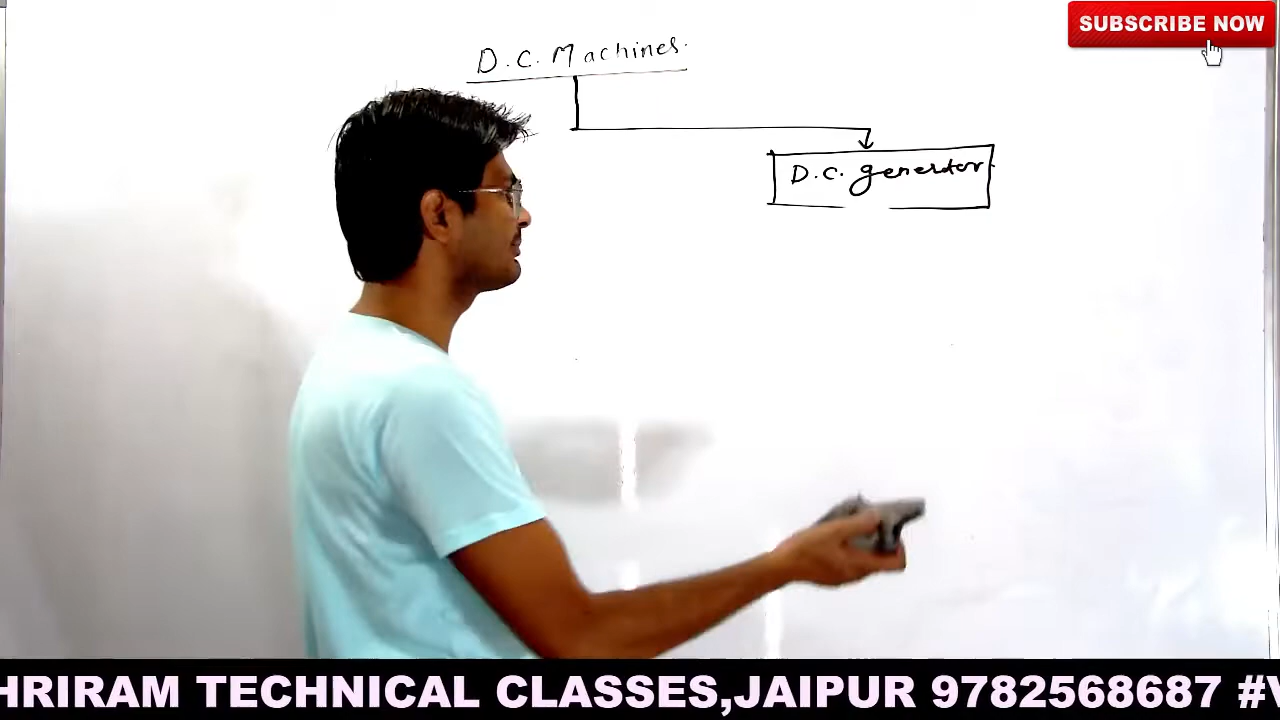 SUBSCRIBE NOW
D.C. Machines.
D.C. generator
HRIRAM TECHNICAL CLASSES,JAIPUR 9782568687 #